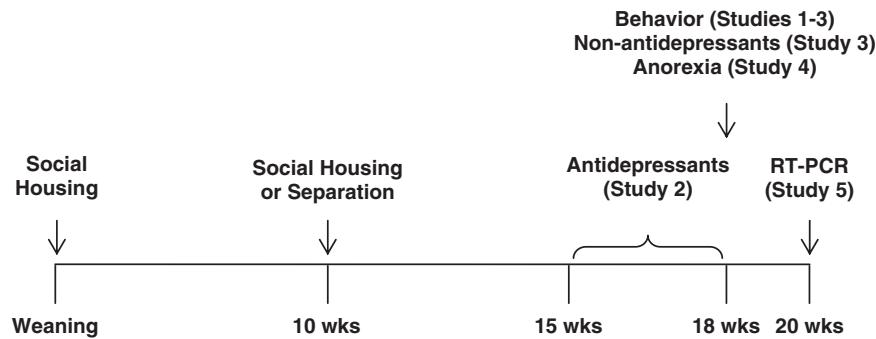 Behavior (Studies 1-3)
Non-antidepressants (Study 3)
Anorexia (Study 4)
Social
Housing
Social Housing
or Separation
Antidepressants
(Study 2)
RT-PCR
(Study 5)
Weaning
10 wks
15 wks
18 wks
20 wks